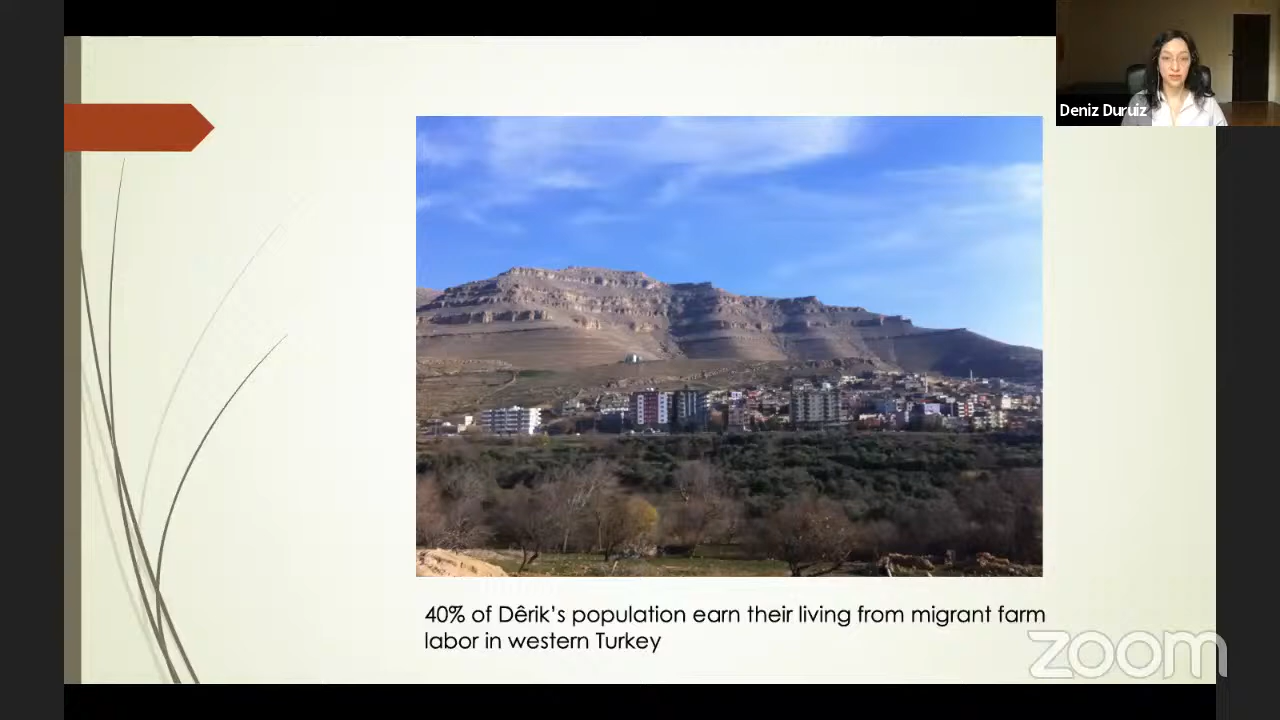 Deniz Duruiz
40% of Dêrik's population earn their living from migrant farm
labor in western Turkey
zoom